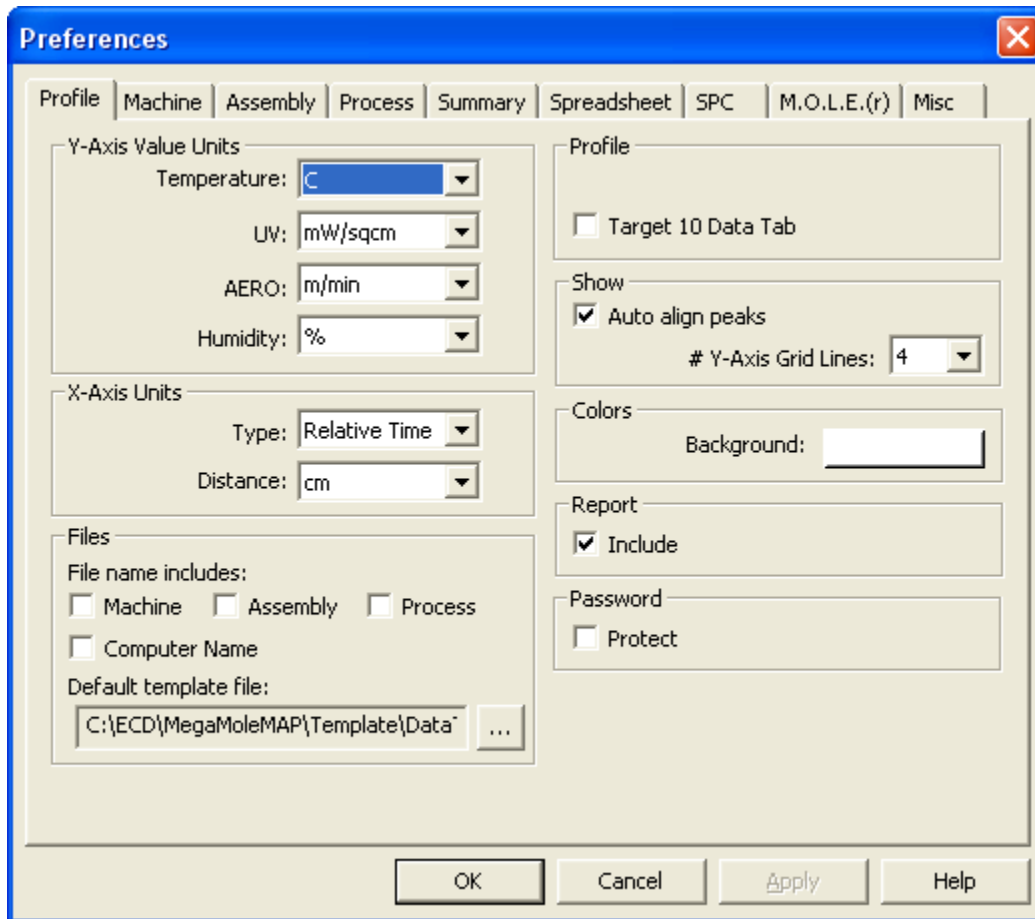 Preferences
Profile Machine Assembly Process Summary Spreadsheet SPC M.O.L.E.(r) Misc
Y-Axis Value Units
Temperature: C
UV: mW/sqcm
AERO: m/min
Humidity: %
X-Axis Units
Type: Relative Time
Distance: cm
Files
File name includes:
Machine Assembly Process
Computer Name
Default template file:
C:\ECD\MegaMoleMAP\Template\Data
...
Profile
Target 10 Data Tab
Show
Auto align peaks
# Y-Axis Grid Lines: 4
Colors
Background:
Report
Include
Password
Protect
OK Cancel Apply Help